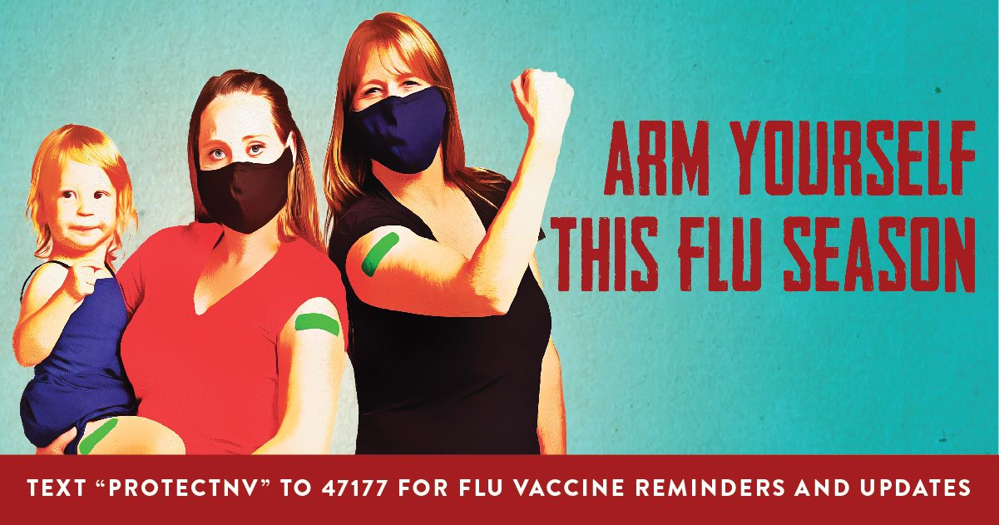 ARM YOURSELF
THIS FLU SEASON
TEXT “PROTECTNV” TO 47177 FOR FLU VACCINE REMINDERS AND UPDATES